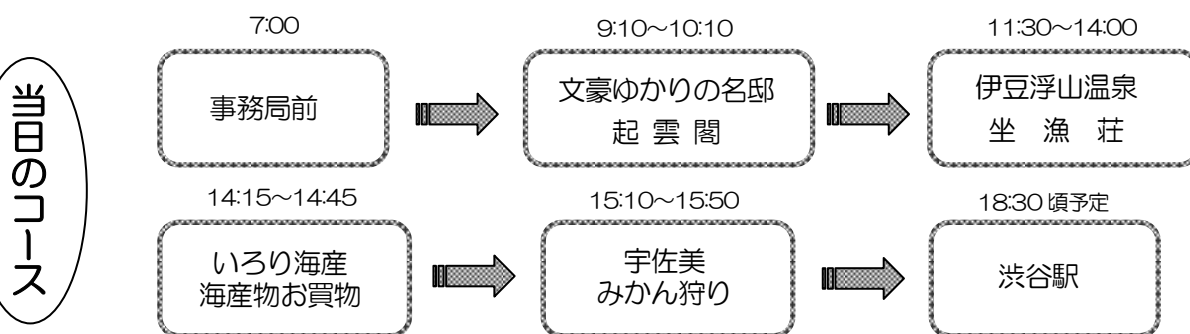 当日のコース
7:00
事務局前
9:10～10:10
文豪ゆかりの名邸
起 雲 閣
11:30～14:00
伊豆浮山温泉
坐 漁 荘
14:15～14:45
いろり海産
海産物お買物
15:10～15:50
宇佐美
みかん狩り
18:30 頃予定
渋谷駅